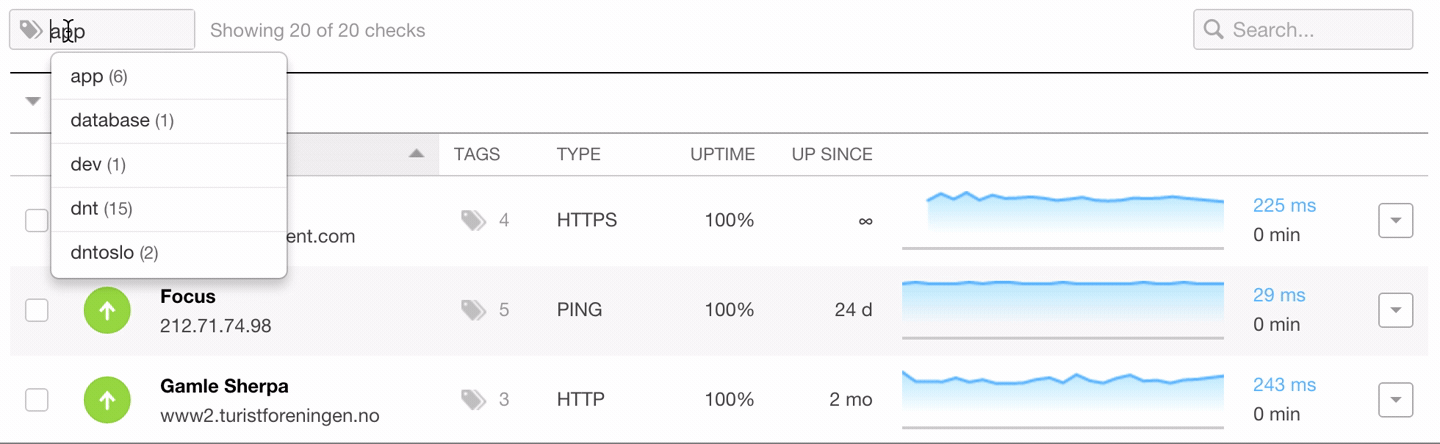 app
Showing 20 of 20 checks
Search...
app (6)
database (1)
dev (1)
dnt (15)
dntoslo (2)
TAGS TYPE UPTIME UP SINCE
4 HTTPS 100% ∞ 225 ms
ent.com 0 min
Focus
212.71.74.98
5 PING 100% 24 d 29 ms
0 min
Gamle Sherpa
www2.turistforeningen.no
3 HTTP 100% 2 mo 243 ms
0 min